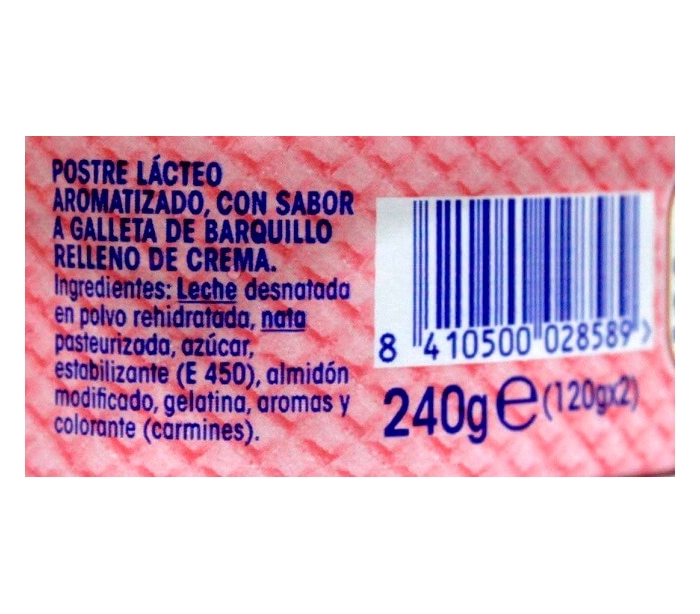 POSTRE LÁCTEO
AROMATIZADO, CON SABOR
A GALLETA DE BARQUILLO
RELLENO DE CREMA.
Ingredientes: Leche desnatada
en polvo rehidratada, nata
pasteurizada, azúcar,
estabilizante (E 450), almidón
modificado, gelatina, aromas y
colorante (carmines).
8 410500 028589 >
240g e (120gx2)